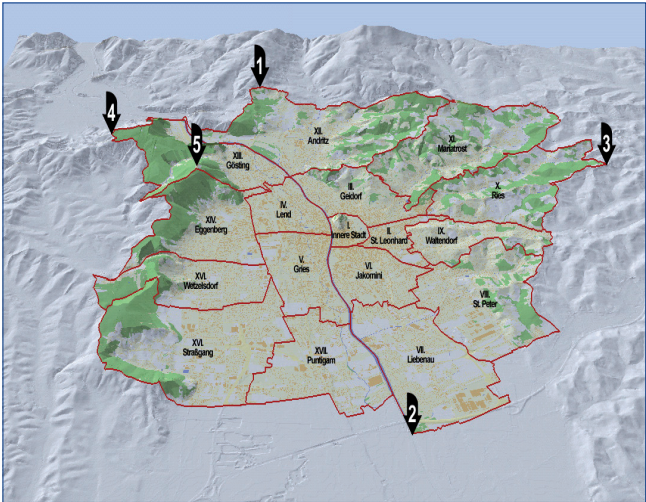 1
4
5
3
XII.
Andritz
XI.
Mariatrost
XIII.
Gösting
III.
Geidorf
X.
Ries
XIV.
Eggenberg
IV.
Lend
I.
Innere Stadt
II.
St. Leonhard
IX.
Waltendorf
XVI.
Wetzelsdorf
V.
Gries
VI.
Jakomini
VIII.
St. Peter
XVI.
Straßgang
XVII.
Puntigam
VII.
Liebenau
2